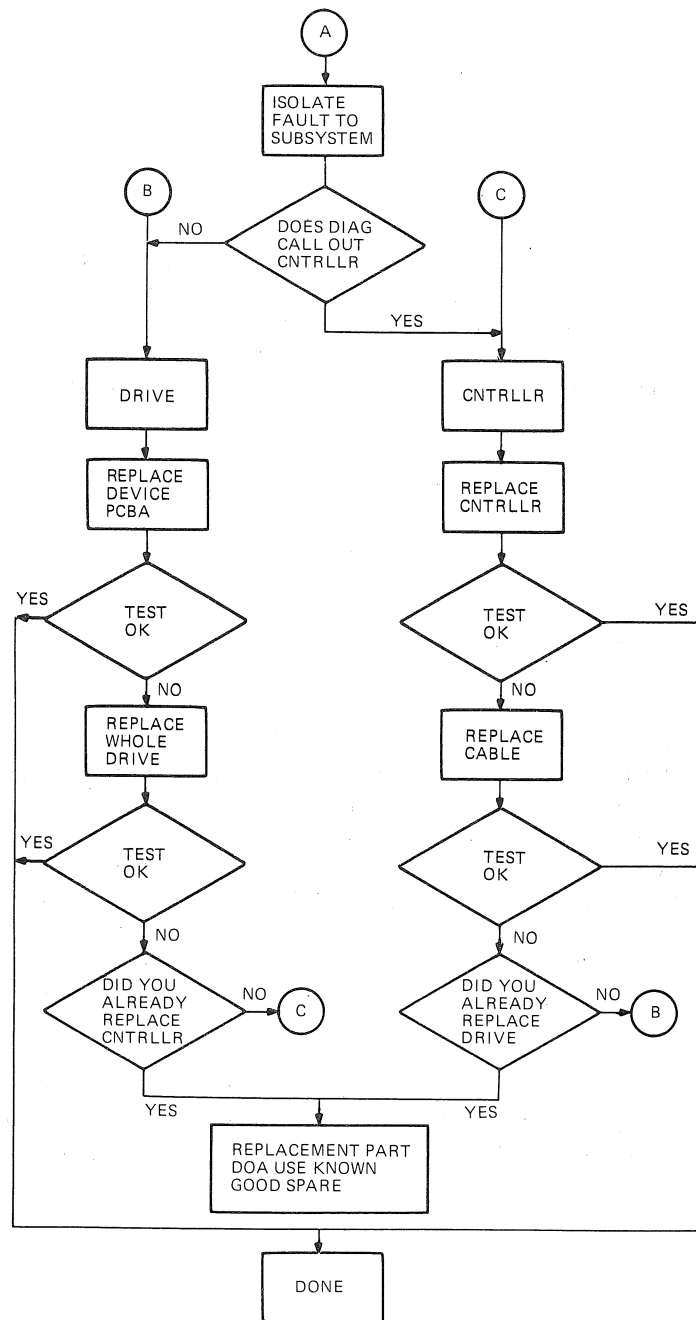 A
ISOLATE
FAULT TO
SUBSYSTEM
B
C
NO
DOES DIAG
CALL OUT
CNTRLLR
YES
DRIVE
CNTRLLR
REPLACE
DEVICE
PCBA
REPLACE
CNTRLLR
YES
TEST
OK
TEST
OK
YES
NO
NO
REPLACE
WHOLE
DRIVE
REPLACE
CABLE
YES
TEST
OK
TEST
OK
YES
NO
NO
DID YOU
ALREADY
REPLACE
CNTRLLR
NO
C
DID YOU
ALREADY
REPLACE
DRIVE
NO
B
YES
YES
REPLACEMENT PART
DOA USE KNOWN
GOOD SPARE
DONE